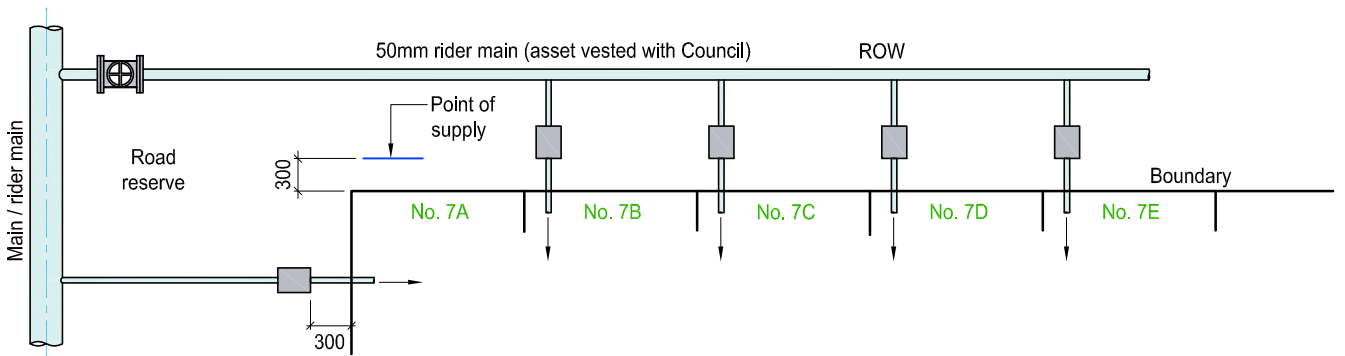 50mm rider main (asset vested with Council)
ROW
Point of
supply
Main / rider main
Road
reserve
300
Boundary
No. 7A
No. 7B
No. 7C
No. 7D
No. 7E
300